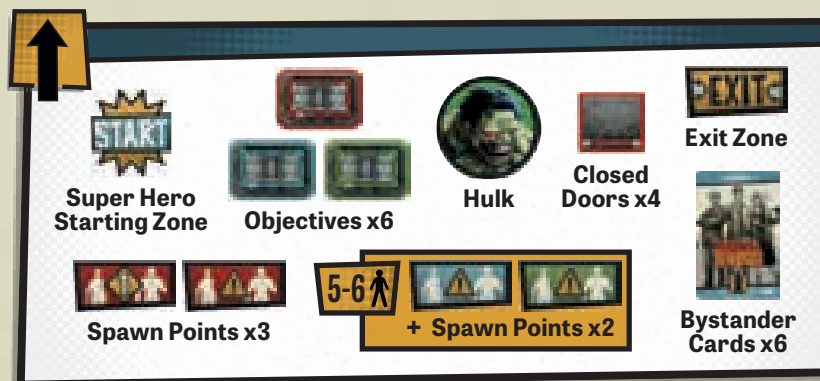 START
Super Hero
Starting Zone
Objectives x6
Hulk
Closed
Doors x4
EXIT
Exit Zone
Spawn Points x3
5-6
+ Spawn Points x2
Bystander
Cards x6